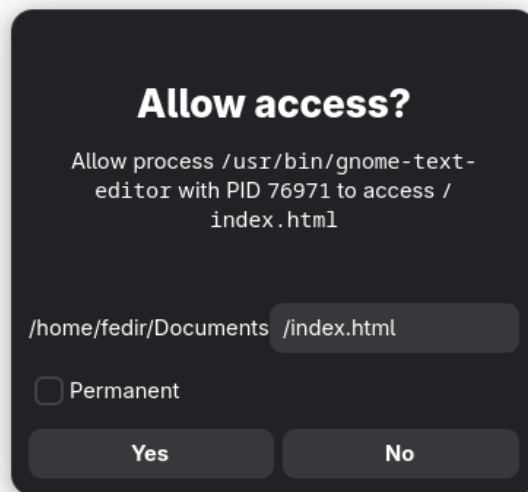 Allow access?
Allow process /usr/bin/gnome-text-
editor with PID 76971 to access /
index.html
/home/fedir/Documents /index.html
Permanent
Yes No